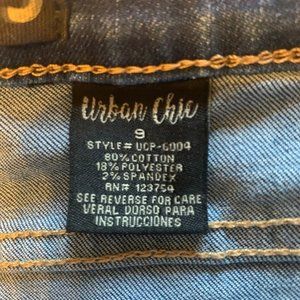 Urban Chic
9
STYLE# UCP-6004
80% COTTON
18% POLYESTER
2% SPANDEX
RN# 123754
SEE REVERSE FOR CARE
VERAL DORSO PARA
INSTRUCCIONES